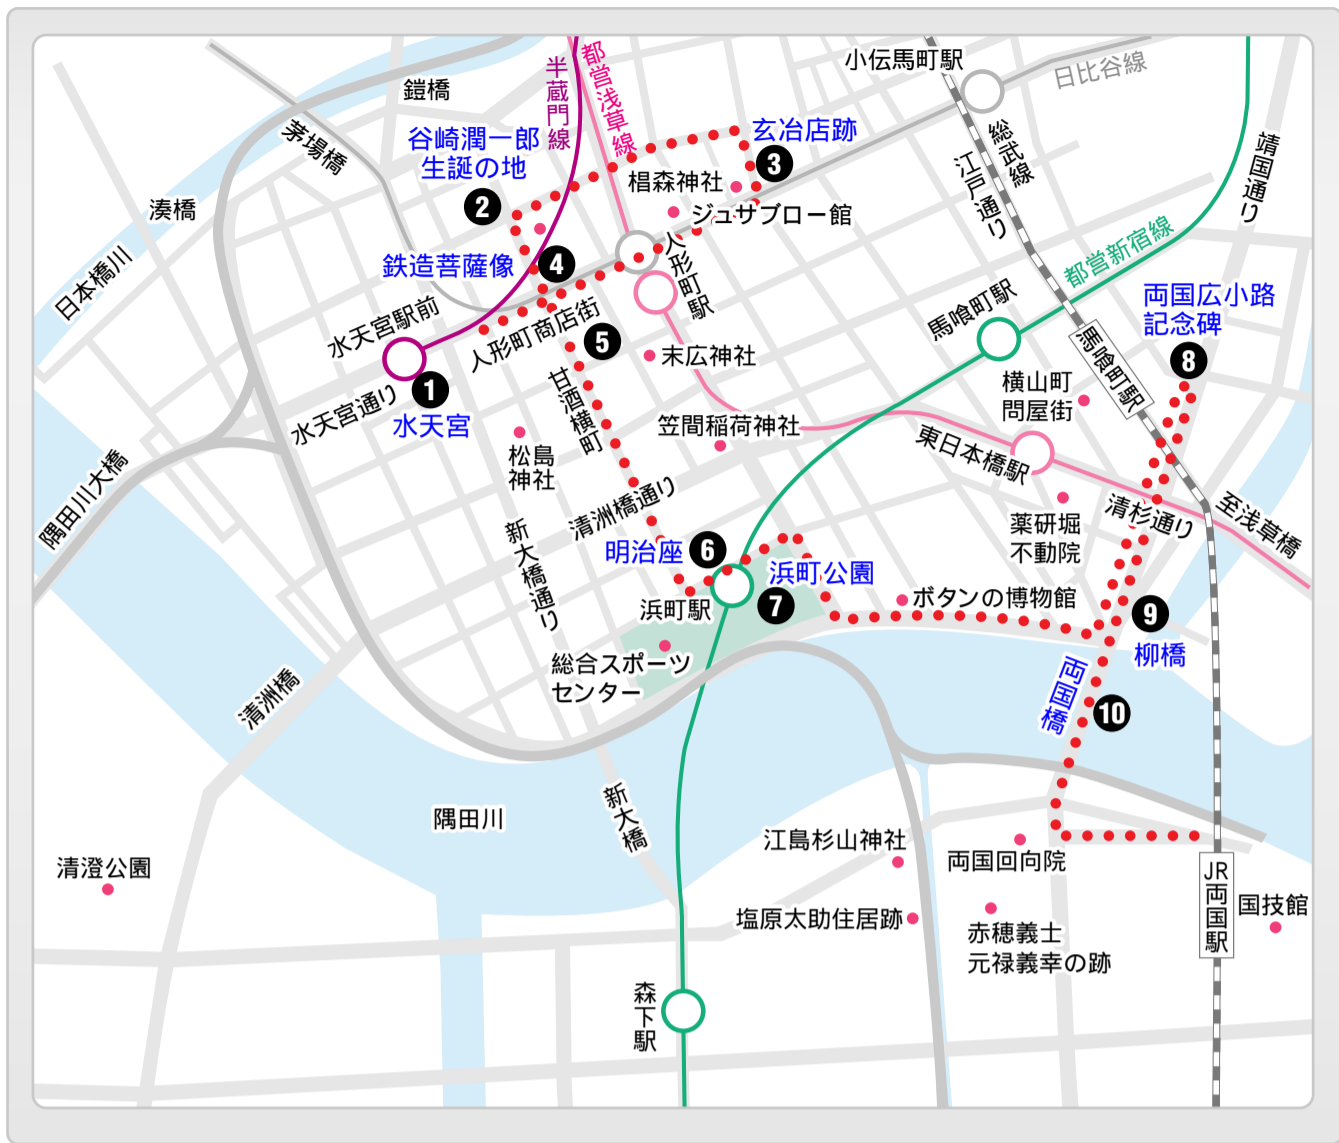 小伝馬町駅
日比谷線
半蔵門線
都営浅草線
鎧橋
茅場橋
谷崎潤一郎
生誕の地
2
玄冶店跡
3
椙森神社
ジュサブロー館
総武線
江戸通り
靖国通り
湊橋
日本橋川
鉄造菩薩像
4
人形町駅
都営新宿線
水天宮駅前
人形町商店街
5
馬喰町駅
両国広小路
記念碑
8
馬喰町駅
末広神社
1
水天宮
水天宮通り
甘酒横町
横山町
問屋街
笠間稲荷神社
東日本橋駅
松島
神社
隅田川大橋
清洲橋通り
新大橋通り
薬研堀
不動院
清杉通り
至浅草橋
明治座
6
浜町公園
7
浜町駅
ボタンの博物館
9
柳橋
総合スポーツ
センター
両国橋
10
清洲橋
新大橋
隅田川
江島杉山神社
両国回向院
清澄公園
塩原太助住居跡
赤穂義士
元禄義幸の跡
JR両国駅
国技館
森下駅